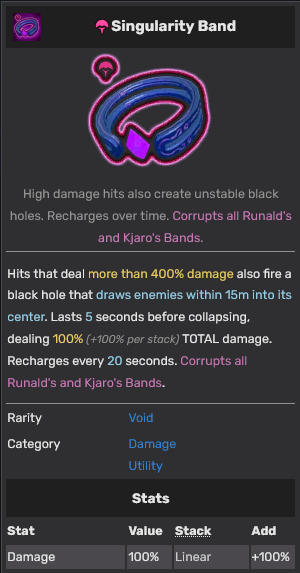 Singularity Band
High damage hits also create unstable black
holes. Recharges over time. Corrupts all Runald's
and Kjaro's Bands.
Hits that deal more than 400% damage also fire a
black hole that draws enemies within 15m into its
center. Lasts 5 seconds before collapsing,
dealing 100% (+100% per stack) TOTAL damage.
Recharges every 20 seconds. Corrupts all
Runald's and Kjaro's Bands.
Rarity Void
Category Damage
Utility
Stats
Stat Value Stack Add
Damage 100% Linear +100%